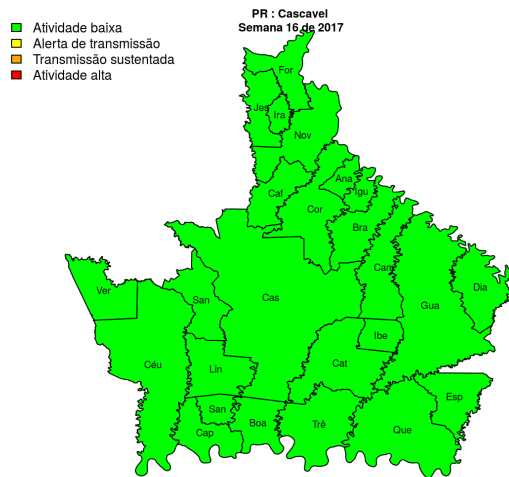 PR : Cascavel
Semana 16 de 2017
Atividade baixa
Alerta de transmissão
Transmissão sustentada
Atividade alta
For
Jes
Ira
Nov
Ana
Igu
Caf
Cor
Bra
Cam
Ver
San
Cas
Gua
Dia
Ibe
Céu
Lin
Cat
Esp
San
Cap
Boa
Trê
Que